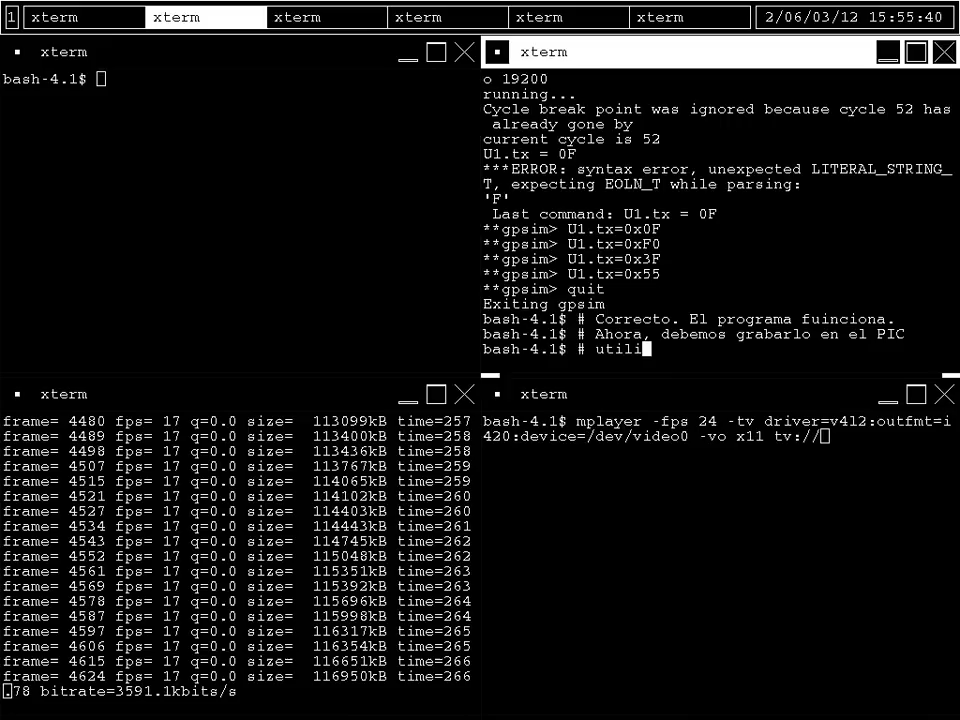 1 xterm xterm xterm xterm xterm xterm 2/06/03/12 15:55:40
xterm
bash-4.1$
xterm
o 19200
running...
Cycle break point was ignored because cycle 52 has
already gone by
current cycle is 52
U1.tx = 0F
***ERROR: syntax error, unexpected LITERAL_STRING_
T, expecting EOLN_T while parsing:
'F'
Last command: U1.tx = 0F
**gpsim> U1.tx=0x0F
**gpsim> U1.tx=0xF0
**gpsim> U1.tx=0x3F
**gpsim> U1.tx=0x55
**gpsim> quit
Exiting gpsim
bash-4.1$ # Correcto. El programa fuinciona.
bash-4.1$ # Ahora, debemos grabarlo en el PIC
bash-4.1$ # utili
xterm
frame= 4480 fps= 17 q=0.0 size= 113099kB time=257
frame= 4489 fps= 17 q=0.0 size= 113400kB time=258
frame= 4498 fps= 17 q=0.0 size= 113436kB time=258
frame= 4507 fps= 17 q=0.0 size= 113767kB time=259
frame= 4515 fps= 17 q=0.0 size= 114065kB time=259
frame= 4521 fps= 17 q=0.0 size= 114102kB time=260
frame= 4527 fps= 17 q=0.0 size= 114403kB time=260
frame= 4534 fps= 17 q=0.0 size= 114443kB time=261
frame= 4543 fps= 17 q=0.0 size= 114745kB time=262
frame= 4552 fps= 17 q=0.0 size= 115048kB time=262
frame= 4561 fps= 17 q=0.0 size= 115351kB time=263
frame= 4569 fps= 17 q=0.0 size= 115392kB time=263
frame= 4578 fps= 17 q=0.0 size= 115696kB time=264
frame= 4587 fps= 17 q=0.0 size= 115998kB time=264
frame= 4597 fps= 17 q=0.0 size= 116317kB time=265
frame= 4606 fps= 17 q=0.0 size= 116354kB time=265
frame= 4615 fps= 17 q=0.0 size= 116651kB time=266
frame= 4624 fps= 17 q=0.0 size= 116950kB time=266
.78 bitrate=3591.1kbits/s
xterm
bash-4.1$ mplayer -fps 24 -tv driver=v4l2:outfmt=i
420:device=/dev/video0 -vo x11 tv://